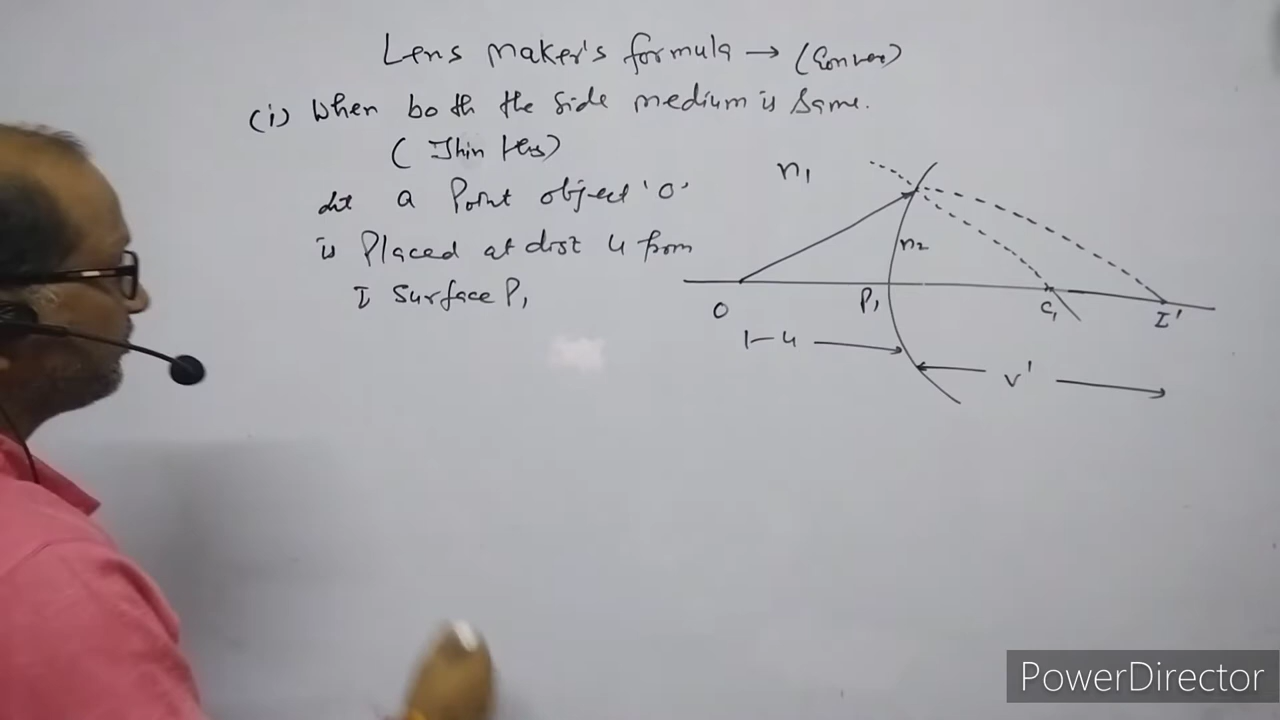 Lens Maker's formula → (Convex)
(i) When both the side medium is same.
(Thin lens)
Let a Point object 'O'
is Placed at dist u from
I Surface P₁
n₁
n₂
O
P₁
C₁
I'
u
v'
PowerDirector